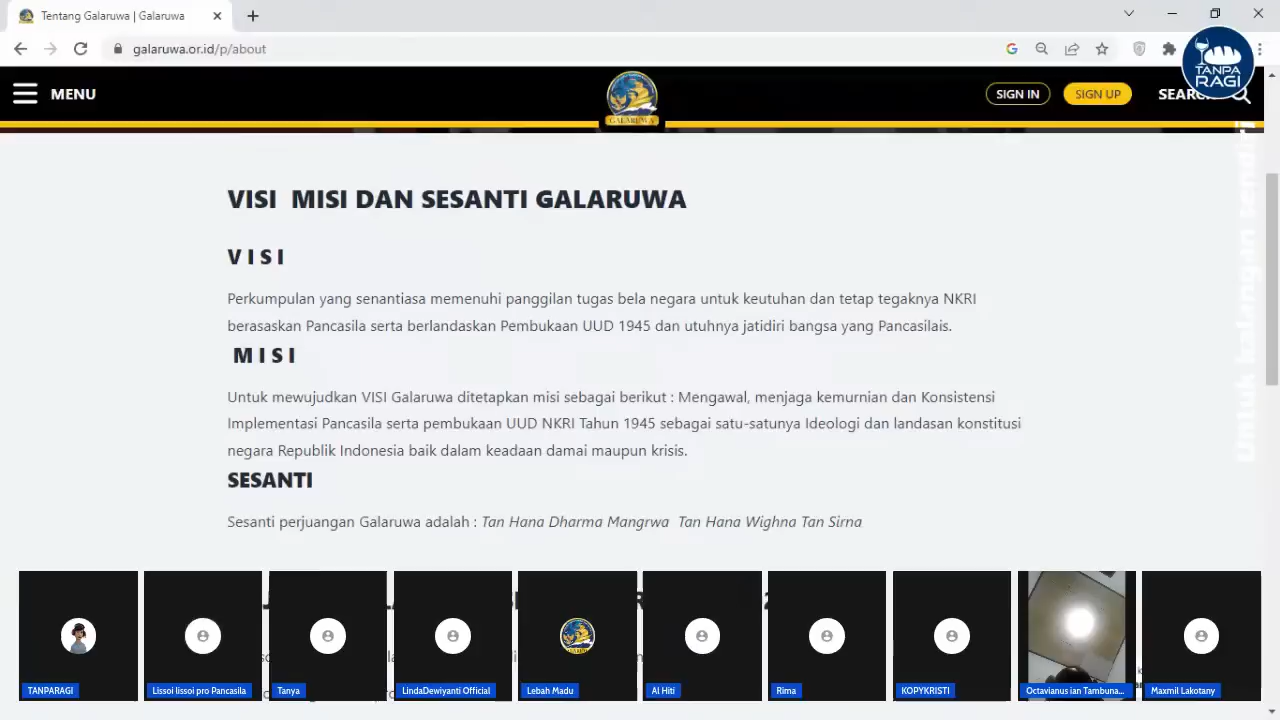 Tentang Galaruwa | Galaruwa
galaruwa.or.id/p/about
MENU
GALARUWA
SIGN IN
SIGN UP
SEARC
TANPA
RAGI
Untuk kalangan sendiri
VISI MISI DAN SESANTI GALARUWA
V I S I
Perkumpulan yang senantiasa memenuhi panggilan tugas bela negara untuk keutuhan dan tetap tegaknya NKRI
berasaskan Pancasila serta berlandaskan Pembukaan UUD 1945 dan utuhnya jatidiri bangsa yang Pancasilais.
M I S I
Untuk mewujudkan VISI Galaruwa ditetapkan misi sebagai berikut : Mengawal, menjaga kemurnian dan Konsistensi
Implementasi Pancasila serta pembukaan UUD NKRI Tahun 1945 sebagai satu-satunya Ideologi dan landasan konstitusi
negara Republik Indonesia baik dalam keadaan damai maupun krisis.
SESANTI
Sesanti perjuangan Galaruwa adalah : Tan Hana Dharma Mangrwa Tan Hana Wighna Tan Sirna
TANPARAGI
Lissoi lissoi pro Pancasila
Tanya
LindaDewiyanti Official
Lebah Madu
Al Hiti
Rima
KOPYKRISTI
Octavianus ian Tambuna...
Maxmil Lakotany